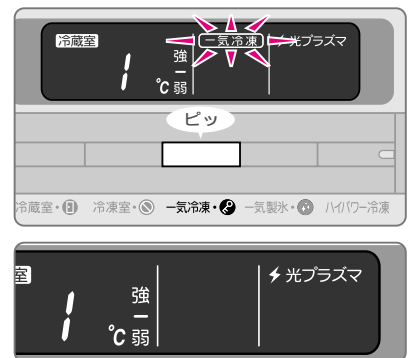 冷蔵室 一気冷凍 光プラズマ
強
1 ℃ 弱
ピッ
冷蔵室・ 冷凍室・ 一気冷凍・ 一気製氷・ ハイパワー冷凍
室 光プラズマ
強
1 ℃ 弱